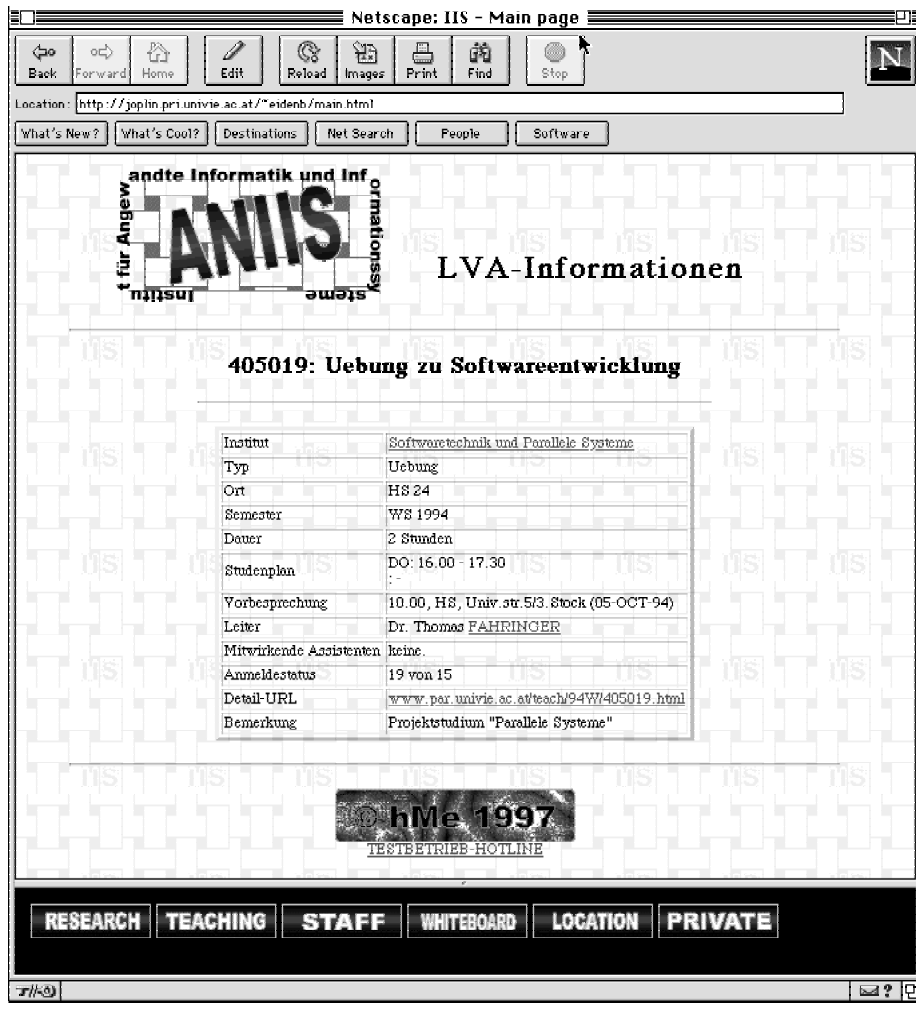 Netscape: IIS - Main page
Back Forward Home Edit Reload Images Print Find Stop
N
Location: http://joplin.pri.univie.ac.at/~eidenb/main.html
What's New? What's Cool? Destinations Net Search People Software
Institut für Angewandte Informatik und Informationssysteme
ANIIS
LVA-Informationen
405019: Uebung zu Softwareentwicklung
Institut Softwaretechnik und Parallele Systeme
Typ Uebung
Ort HS 24
Semester WS 1994
Dauer 2 Stunden
Studenplan DO: 16.00 - 17.30
: -
Vorbesprechung 10.00, HS, Univ.str.5/3.Stock (05-OCT-94)
Leiter Dr. Thomas FAHRINGER
Mitwirkende Assistenten keine.
Anmeldestatus 19 von 15
Detail-URL www.par.univie.ac.at/teach/94W/405019.html
Bemerkung Projektstudium "Parallele Systeme"
© hMe 1997
TESTBETRIEB-HOTLINE
RESEARCH TEACHING STAFF WHITEBOARD LOCATION PRIVATE
?